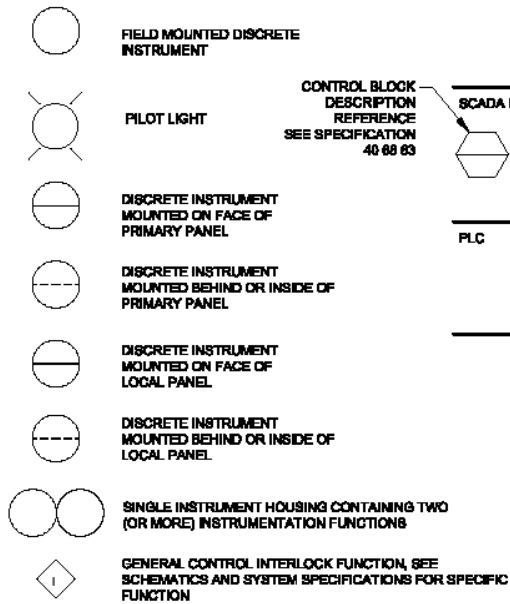 FIELD MOUNTED DISCRETE
INSTRUMENT
PILOT LIGHT
CONTROL BLOCK
DESCRIPTION
REFERENCE
SEE SPECIFICATION
40 68 63
SCADA
PLC
DISCRETE INSTRUMENT
MOUNTED ON FACE OF
PRIMARY PANEL
DISCRETE INSTRUMENT
MOUNTED BEHIND OR INSIDE OF
PRIMARY PANEL
DISCRETE INSTRUMENT
MOUNTED ON FACE OF
LOCAL PANEL
DISCRETE INSTRUMENT
MOUNTED BEHIND OR INSIDE OF
LOCAL PANEL
SINGLE INSTRUMENT HOUSING CONTAINING TWO
(OR MORE) INSTRUMENTATION FUNCTIONS
I
GENERAL CONTROL INTERLOCK FUNCTION, SEE
SCHEMATICS AND SYSTEM SPECIFICATIONS FOR SPECIFIC
FUNCTION